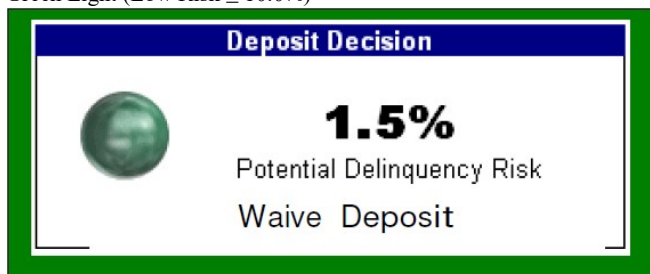 Deposit Decision
1.5%
Potential Delinquency Risk
Waive Deposit